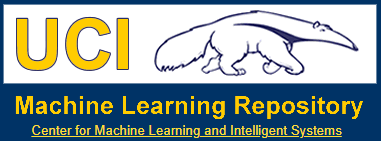 UCI
Machine Learning Repository
Center for Machine Learning and Intelligent Systems